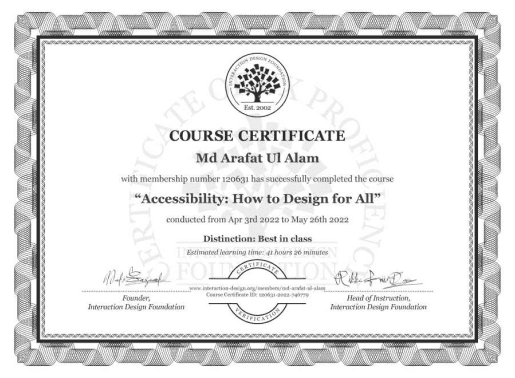 INTERACTION DESIGN FOUNDATION
Est. 2002
CERTIFICATE OF PROFICIENCY
COURSE CERTIFICATE
Md Arafat Ul Alam
with membership number 120631 has successfully completed the course
“Accessibility: How to Design for All”
conducted from Apr 3rd 2022 to May 26th 2022
Distinction: Best in class
Estimated learning time: 41 hours 26 minutes
FOUNDATION
CERTIFICATE
www.interaction-design.org/members/md-arafat-ul-alam
Course Certificate ID: 120631-2022-746779
VERIFICATION
Founder,
Interaction Design Foundation
Head of Instruction,
Interaction Design Foundation